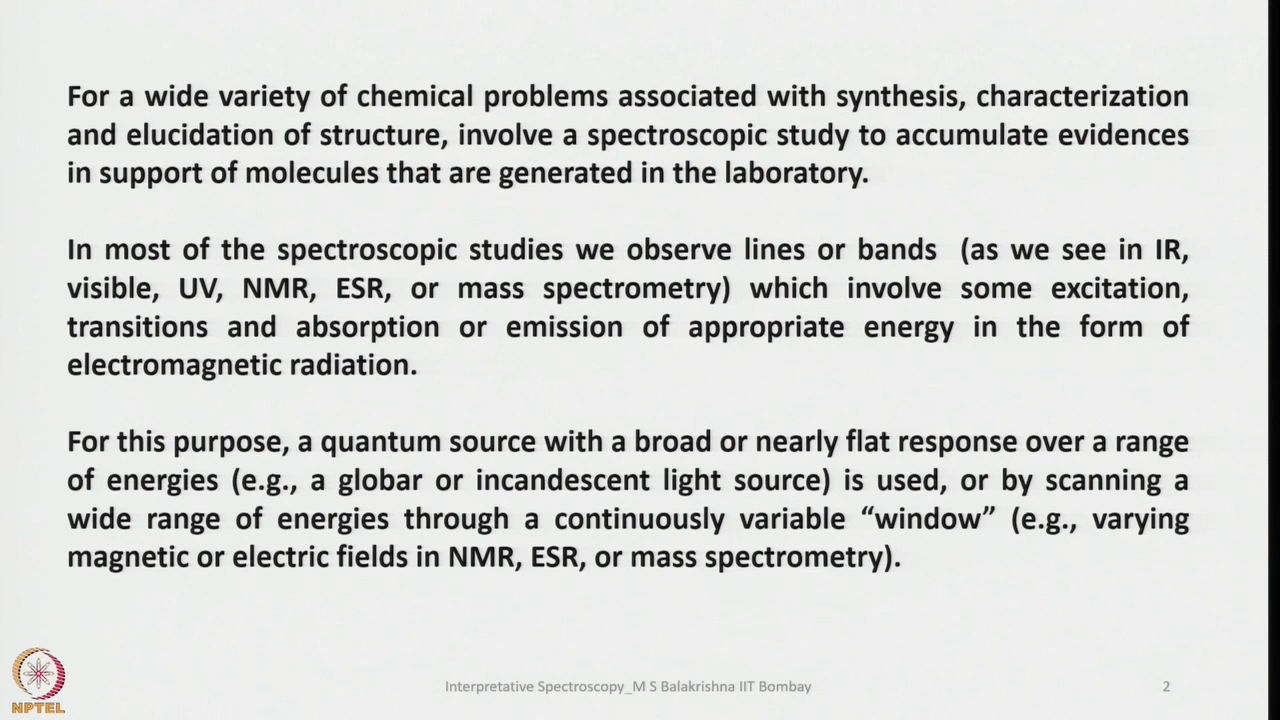 For a wide variety of chemical problems associated with synthesis, characterization
and elucidation of structure, involve a spectroscopic study to accumulate evidences
in support of molecules that are generated in the laboratory.
In most of the spectroscopic studies we observe lines or bands (as we see in IR,
visible, UV, NMR, ESR, or mass spectrometry) which involve some excitation,
transitions and absorption or emission of appropriate energy in the form of
electromagnetic radiation.
For this purpose, a quantum source with a broad or nearly flat response over a range
of energies (e.g., a globar or incandescent light source) is used, or by scanning a
wide range of energies through a continuously variable “window” (e.g., varying
magnetic or electric fields in NMR, ESR, or mass spectrometry).
NPTEL
Interpretative Spectroscopy_M S Balakrishna IIT Bombay
2